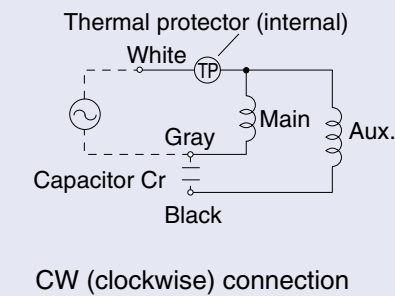 Thermal protector (internal)
White
TP
Main
Aux.
Gray
Capacitor Cr
Black
CW (clockwise) connection